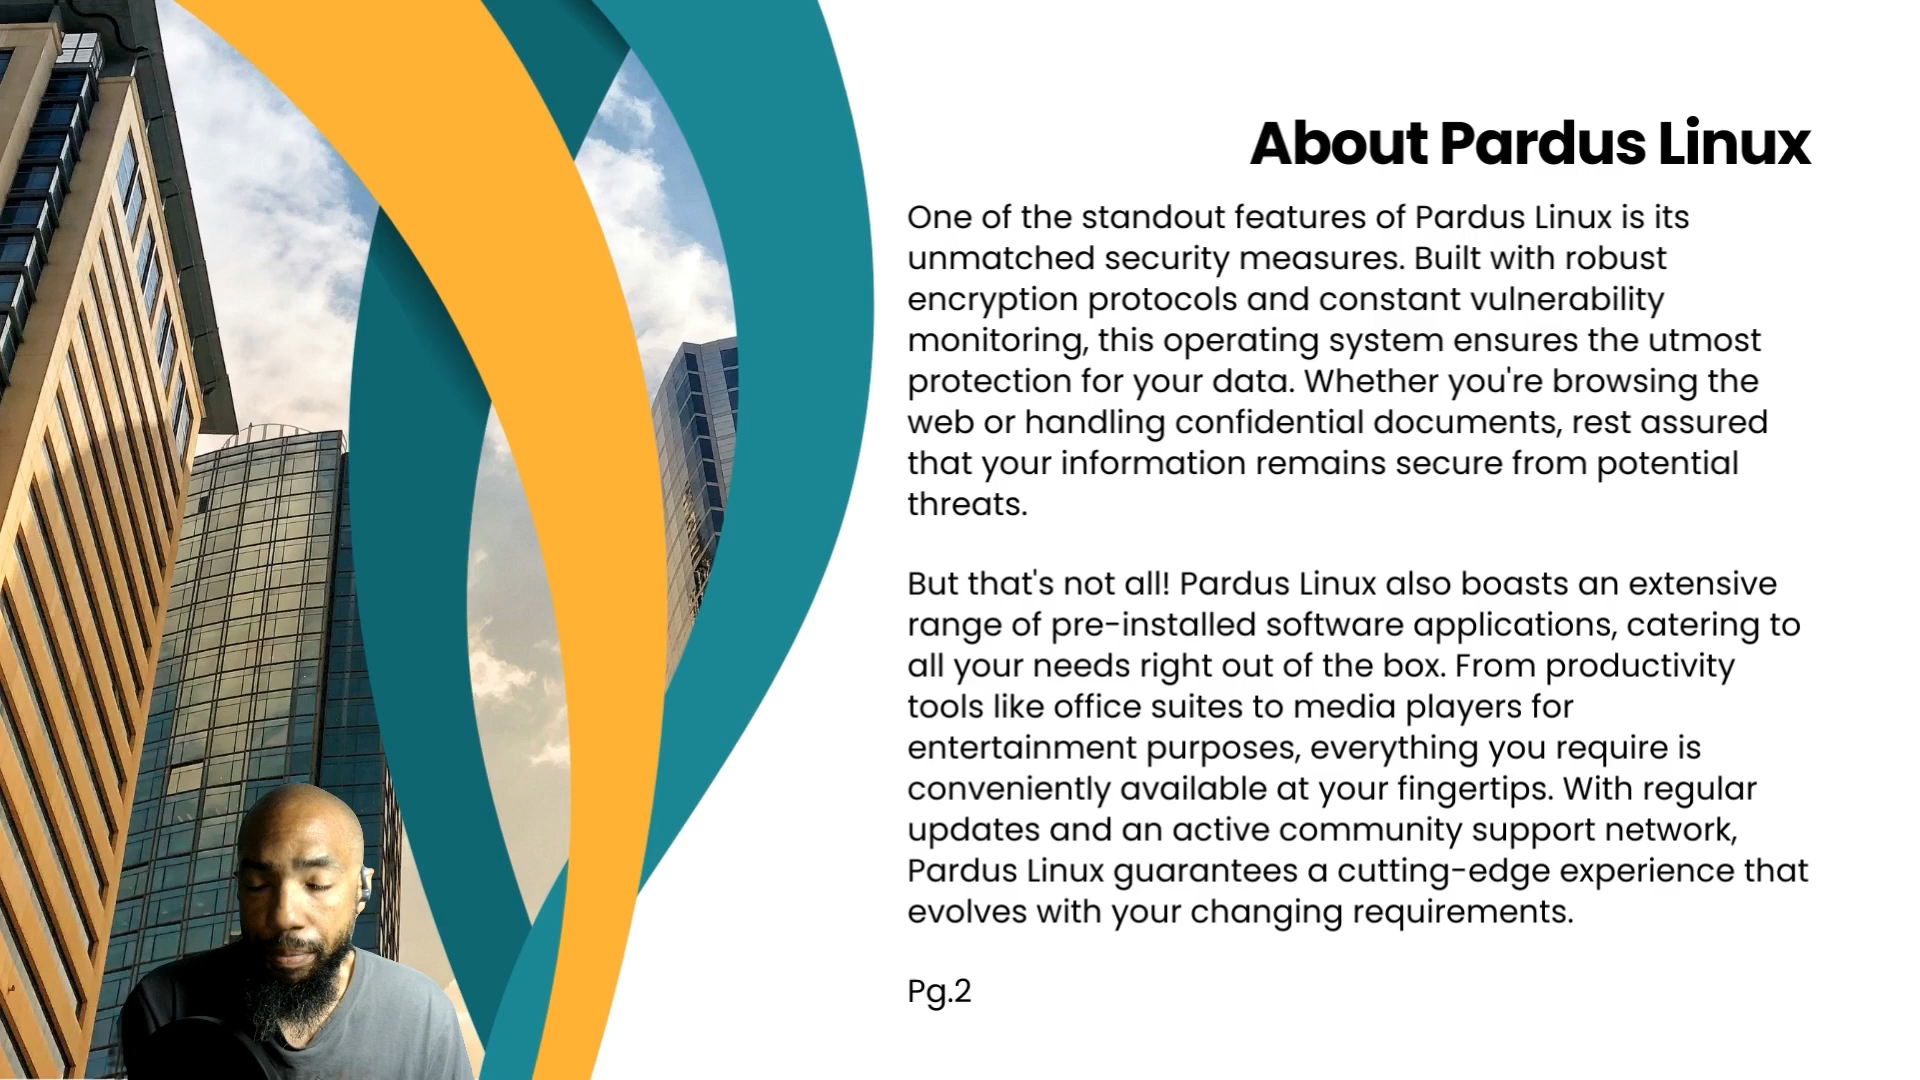 About Pardus Linux
One of the standout features of Pardus Linux is its
unmatched security measures. Built with robust
encryption protocols and constant vulnerability
monitoring, this operating system ensures the utmost
protection for your data. Whether you're browsing the
web or handling confidential documents, rest assured
that your information remains secure from potential
threats.
But that's not all! Pardus Linux also boasts an extensive
range of pre-installed software applications, catering to
all your needs right out of the box. From productivity
tools like office suites to media players for
entertainment purposes, everything you require is
conveniently available at your fingertips. With regular
updates and an active community support network,
Pardus Linux guarantees a cutting-edge experience that
evolves with your changing requirements.
Pg.2